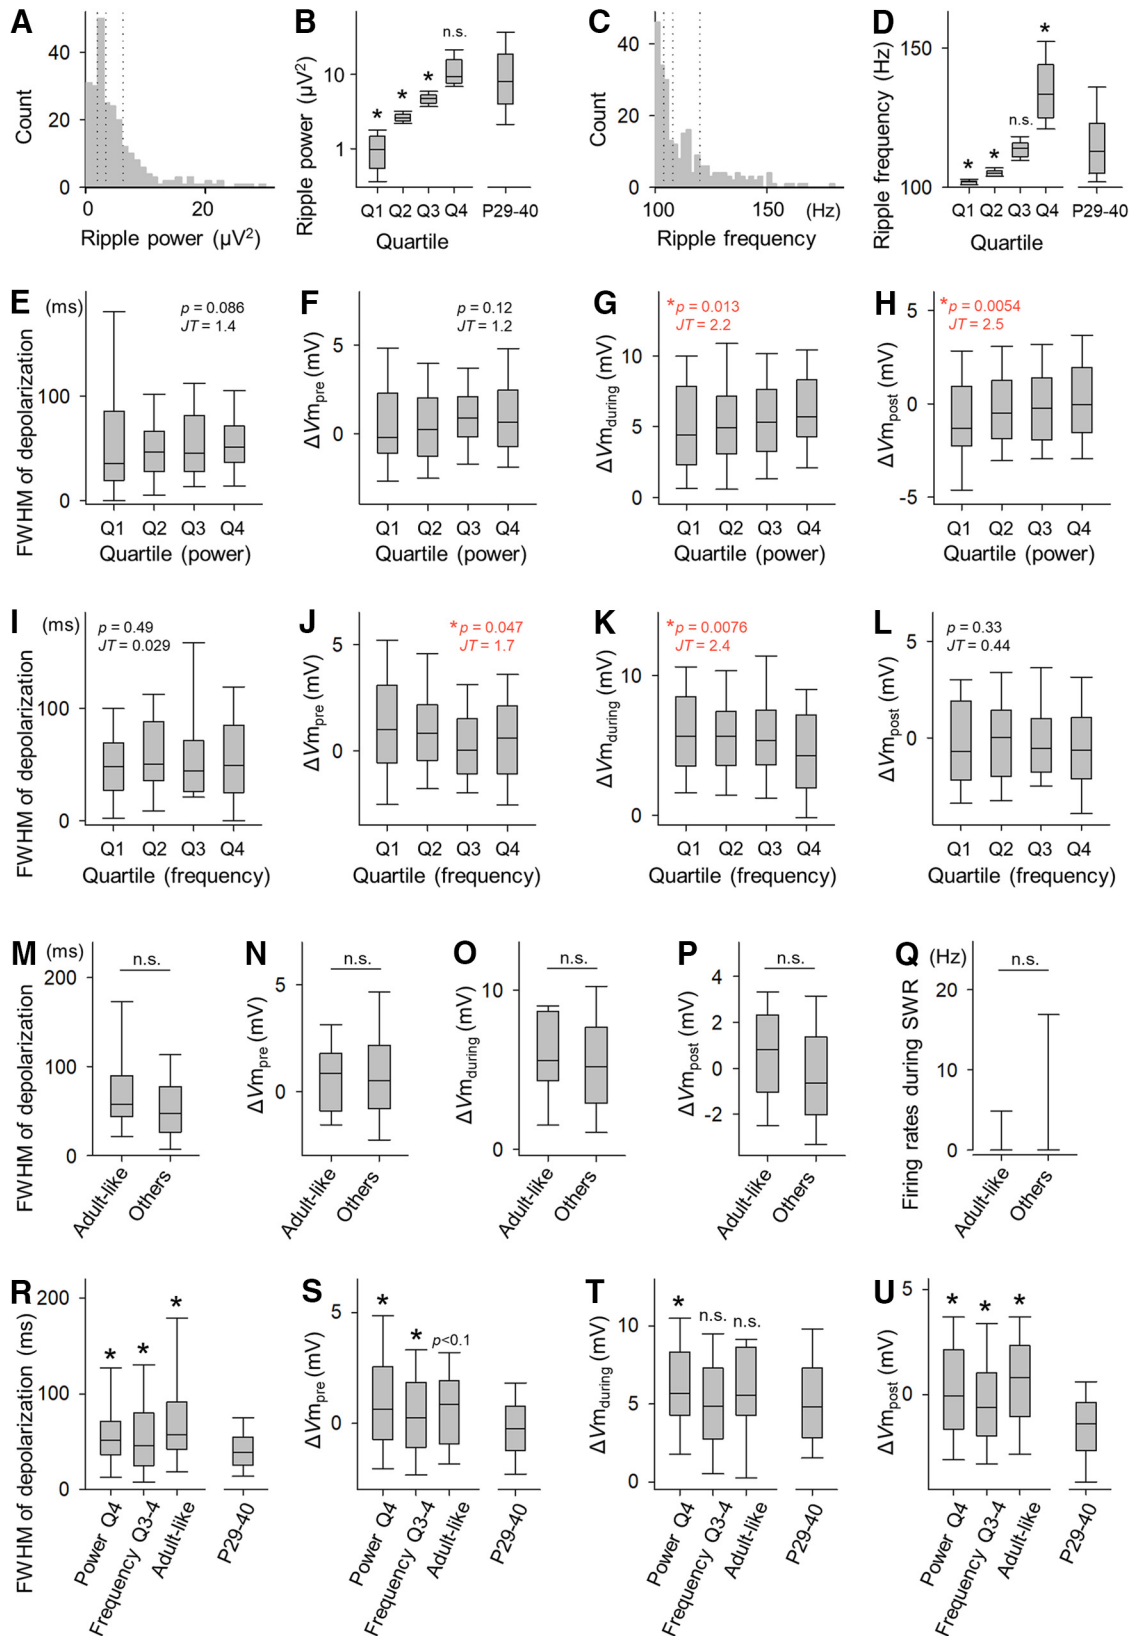 A
Count
40
20
0
0
20
Ripple power (µV²)
B
Ripple power (µV²)
10
1
*
*
*
n.s.
Q1 Q2 Q3 Q4 P29-40
Quartile
C
Count
40
20
0
100
150
(Hz)
Ripple frequency
D
Ripple frequency (Hz)
150
100
*
*
n.s.
*
Q1 Q2 Q3 Q4 P29-40
Quartile
E
(ms)
FWHM of depolarization
100
0
p = 0.086
JT = 1.4
Q1 Q2 Q3 Q4
Quartile (power)
F
ΔVmpre (mV)
5
0
p = 0.12
JT = 1.2
Q1 Q2 Q3 Q4
Quartile (power)
G
ΔVmduring (mV)
10
5
0
*p = 0.013
JT = 2.2
Q1 Q2 Q3 Q4
Quartile (power)
H
ΔVmpost (mV)
5
0
-5
*p = 0.0054
JT = 2.5
Q1 Q2 Q3 Q4
Quartile (power)
I
(ms)
FWHM of depolarization
100
0
p = 0.49
JT = 0.029
Q1 Q2 Q3 Q4
Quartile (frequency)
J
ΔVmpre (mV)
5
0
*p = 0.047
JT = 1.7
Q1 Q2 Q3 Q4
Quartile (frequency)
K
ΔVmduring (mV)
10
0
*p = 0.0076
JT = 2.4
Q1 Q2 Q3 Q4
Quartile (frequency)
L
ΔVmpost (mV)
5
0
p = 0.33
JT = 0.44
Q1 Q2 Q3 Q4
Quartile (frequency)
M
(ms)
FWHM of depolarization
200
100
0
n.s.
Adult-like
Others
N
ΔVmpre (mV)
5
0
n.s.
Adult-like
Others
O
ΔVmduring (mV)
10
0
n.s.
Adult-like
Others
P
ΔVmpost (mV)
4
2
0
-2
n.s.
Adult-like
Others
Q
(Hz)
Firing rates during SWR
20
10
0
n.s.
Adult-like
Others
R
FWHM of depolarization (ms)
200
100
0
*
*
*
Power Q4
Frequency Q3-4
Adult-like
P29-40
S
ΔVmpre (mV)
5
0
*
*
p<0.1
Power Q4
Frequency Q3-4
Adult-like
P29-40
T
ΔVmduring (mV)
10
5
0
*
n.s.
n.s.
Power Q4
Frequency Q3-4
Adult-like
P29-40
U
ΔVmpost (mV)
5
0
*
*
*
Power Q4
Frequency Q3-4
Adult-like
P29-40